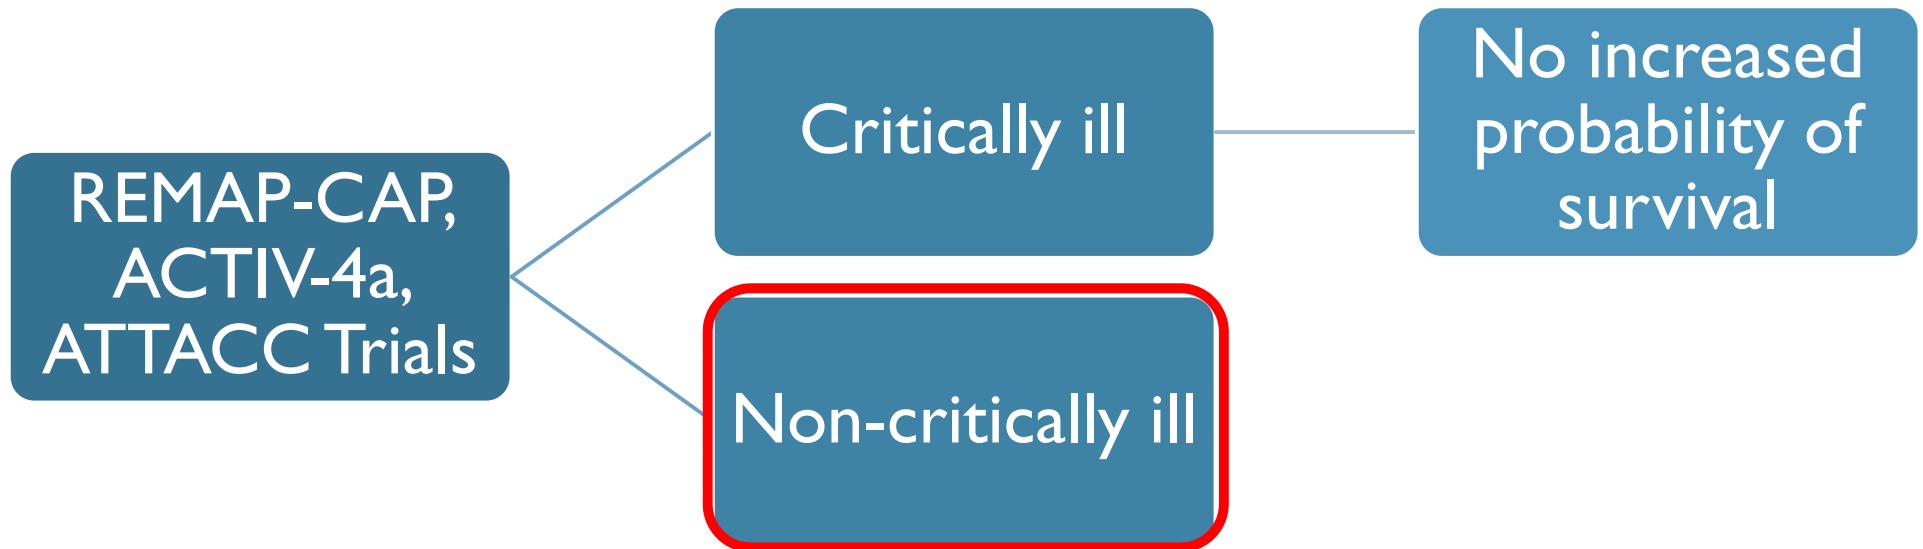 REMAP-CAP,
ACTIV-4a,
ATTACC Trials
Critically ill
No increased
probability of
survival
Non-critically ill